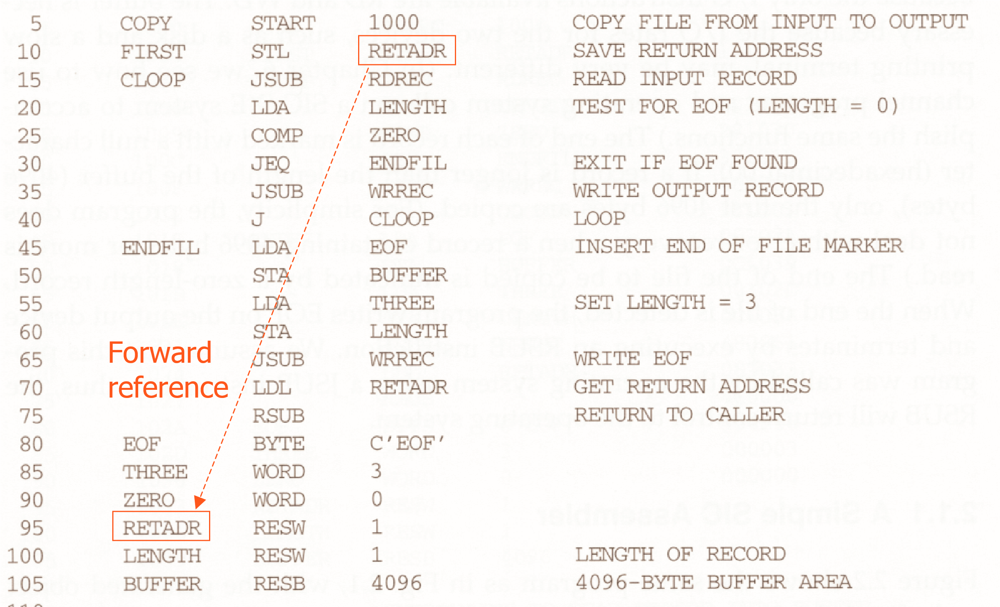 5 COPY START 1000 COPY FILE FROM INPUT TO OUTPUT
10 FIRST STL RETADR SAVE RETURN ADDRESS
15 CLOOP JSUB RDREC READ INPUT RECORD
20 LDA LENGTH TEST FOR EOF (LENGTH = 0)
25 COMP ZERO
30 JEQ ENDFIL EXIT IF EOF FOUND
35 JSUB WRREC WRITE OUTPUT RECORD
40 J CLOOP LOOP
45 ENDFIL LDA EOF INSERT END OF FILE MARKER
50 STA BUFFER
55 LDA THREE SET LENGTH = 3
60 STA LENGTH
Forward
65 JSUB WRREC WRITE EOF
reference
70 LDL RETADR GET RETURN ADDRESS
75 RSUB RETURN TO CALLER
80 EOF BYTE C'EOF'
85 THREE WORD 3
90 ZERO WORD 0
95 RETADR RESW 1
100 LENGTH RESW 1 LENGTH OF RECORD
105 BUFFER RESB 4096 4096-BYTE BUFFER AREA